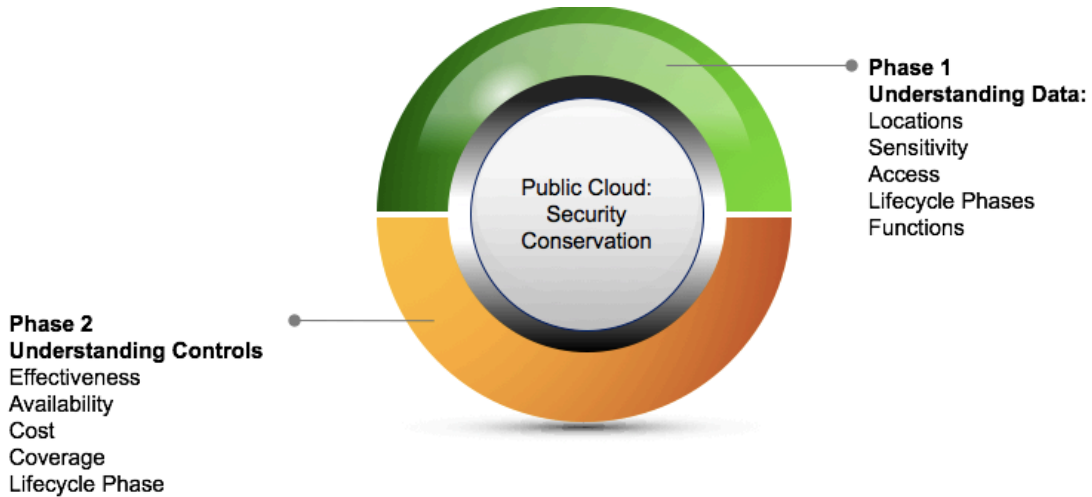 Phase 1
Understanding Data:
Locations
Sensitivity
Access
Lifecycle Phases
Functions
Public Cloud:
Security
Conservation
Phase 2
Understanding Controls
Effectiveness
Availability
Cost
Coverage
Lifecycle Phase